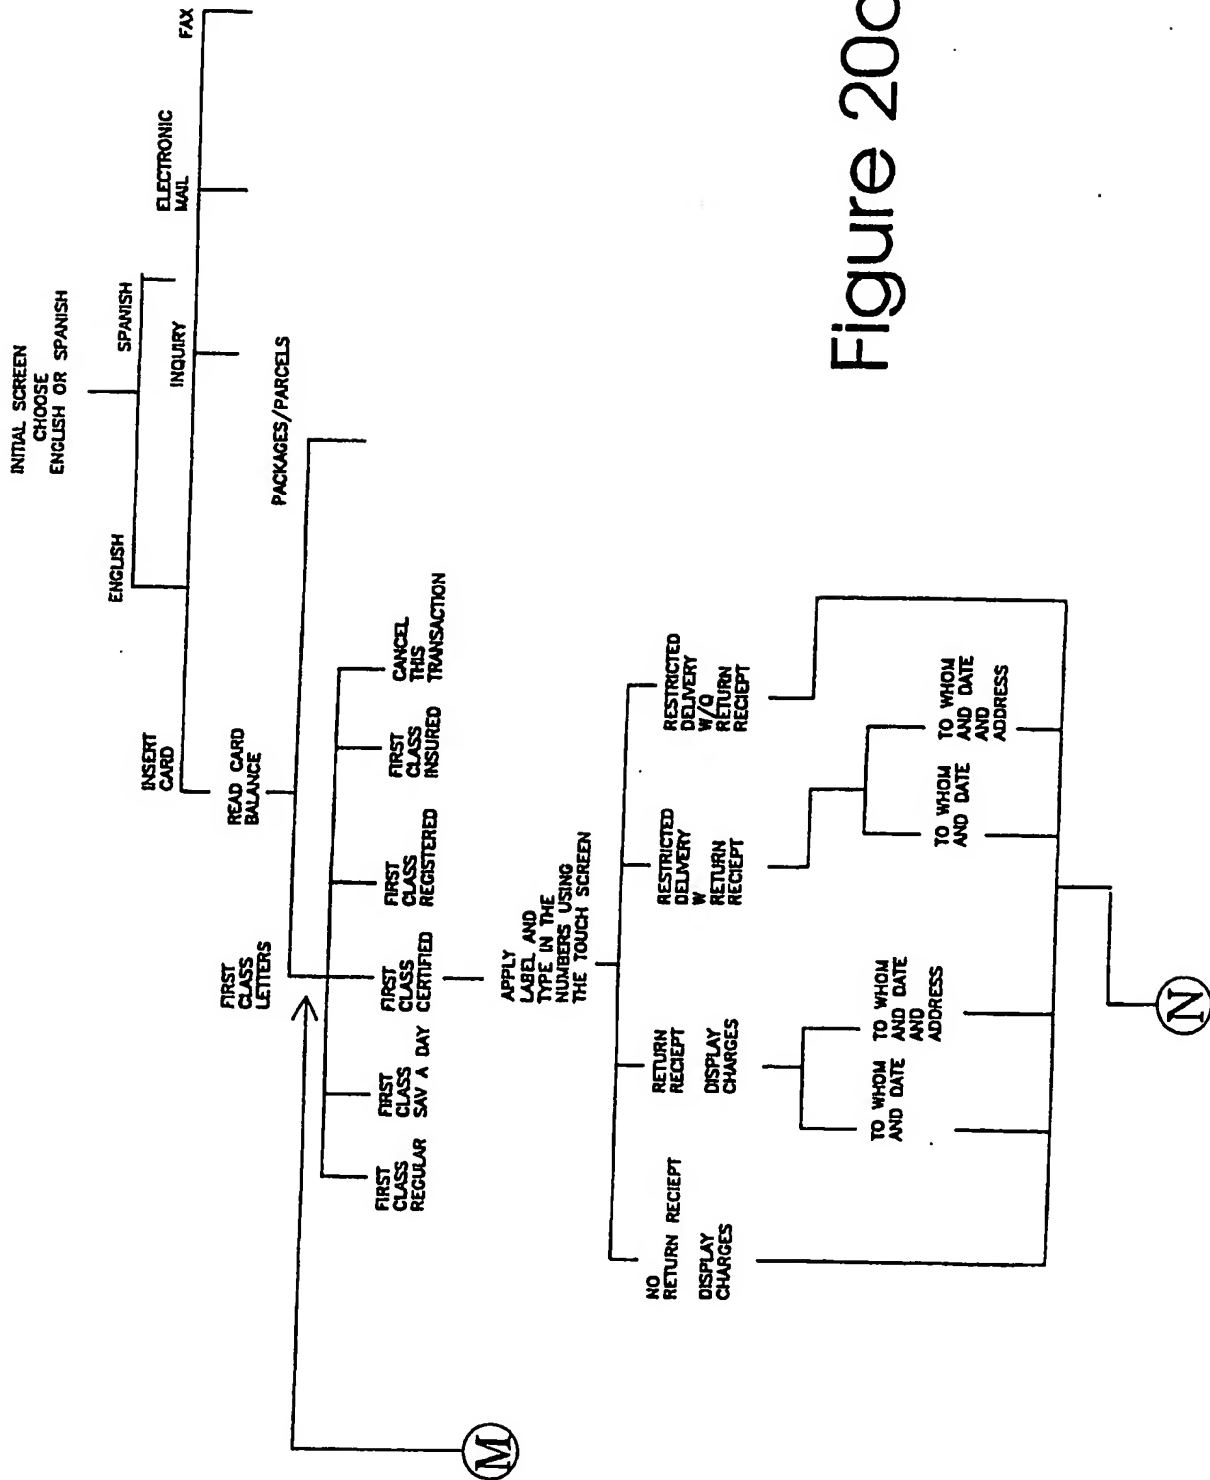 INITIAL SCREEN
CHOOSE
ENGLISH OR SPANISH
ENGLISH
SPANISH
INSERT
CARD
INQUIRY
ELECTRONIC
MAIL
FAX
READ CARD
BALANCE
FIRST
CLASS
LETTERS
PACKAGES/PARCELS
FIRST
CLASS
REGULAR
FIRST
CLASS
SAV A DAY
FIRST
CLASS
CERTIFIED
FIRST
CLASS
REGISTERED
FIRST
CLASS
INSURED
CANCEL
THIS
TRANSACTION
M
APPLY
LABEL AND
TYPE IN THE
NUMBERS USING
THE TOUCH SCREEN
NO
RETURN RECIEPT
DISPLAY
CHARGES
RETURN
RECIEPT
DISPLAY
CHARGES
RESTRICTED
DELIVERY
W
RETURN
RECIEPT
RESTRICTED
DELIVERY
W/O
RETURN
RECIEPT
TO WHOM
AND DATE
TO WHOM
AND DATE
AND
ADDRESS
TO WHOM
AND DATE
TO WHOM
AND DATE
AND
ADDRESS
N
Figure 20